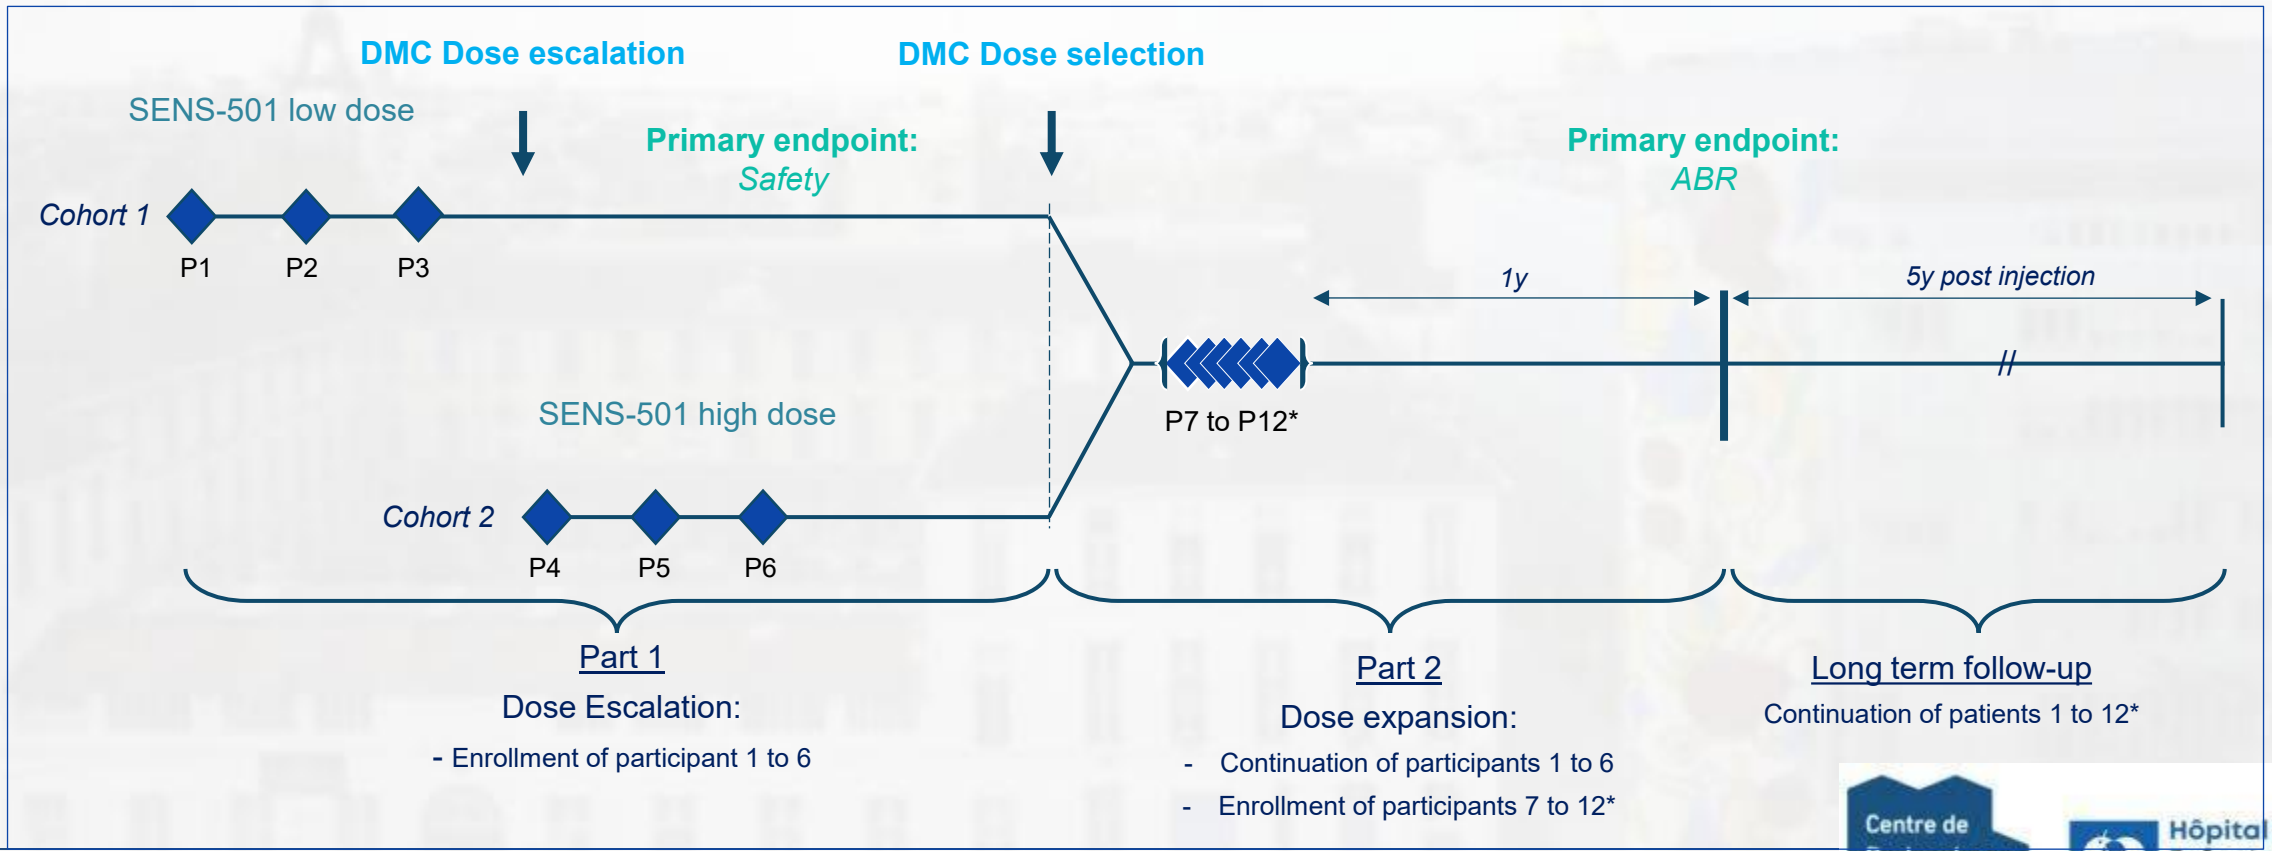 DMC Dose escalation
DMC Dose selection
SENS-501 low dose
Primary endpoint:
Safety
Primary endpoint:
ABR
Cohort 1
P1
P2
P3
1y
5y post injection
//
SENS-501 high dose
P7 to P12*
Cohort 2
P4
P5
P6
Part 1
Dose Escalation:
- Enrollment of participant 1 to 6
Part 2
Dose expansion:
- Continuation of participants 1 to 6
- Enrollment of participants 7 to 12*
Long term follow-up
Continuation of patients 1 to 12*
Centre de
Hôpital